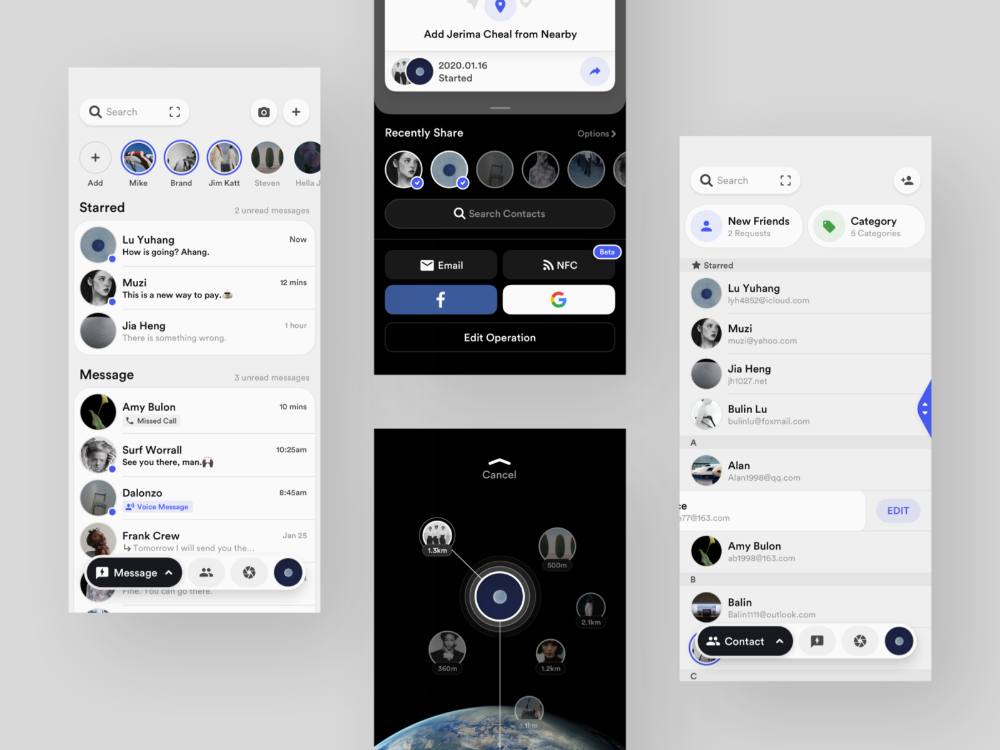 Search
Add
Mike
Brand
Jim Katt
Steven
Hella J
Starred
2 unread messages
Lu Yuhang
Now
How is going? Ahang.
Muzi
12 mins
This is a new way to pay.☕
Jia Heng
1 hour
There is something wrong.
Message
3 unread messages
Amy Bulon
10 mins
Missed Call
Surf Worrall
10:25am
See you there, man.
Dalonzo
8:45am
Voice Message
Frank Crew
Jan 25
Tomorrow I will send you the...
Message
Fine. You can go there.
Add Jerima Cheal from Nearby
2020.01.16
Started
Recently Share
Options
Search Contacts
Beta
Email
NFC
f
G
Edit Operation
Cancel
1.3km
500m
2.1km
360m
1.2km
Search
New Friends
2 Requests
Category
5 Categories
Starred
Lu Yuhang
lyh4852@icloud.com
Muzi
muzi@yahoo.com
Jia Heng
jh1027.net
Bulin Lu
bulinlu@foxmail.com
A
Alan
Alan1998@qq.com
ce
e77@163.com
EDIT
Amy Bulon
ab1998@163.com
B
Balin
Balin1111@outlook.com
Contact
C